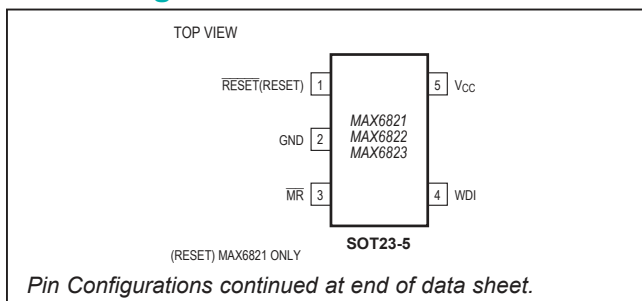 TOP VIEW
RESET(RESET) 1
5 VCC
MAX6821
MAX6822
MAX6823
GND 2
MR 3
4 WDI
SOT23-5
(RESET) MAX6821 ONLY
Pin Configurations continued at end of data sheet.